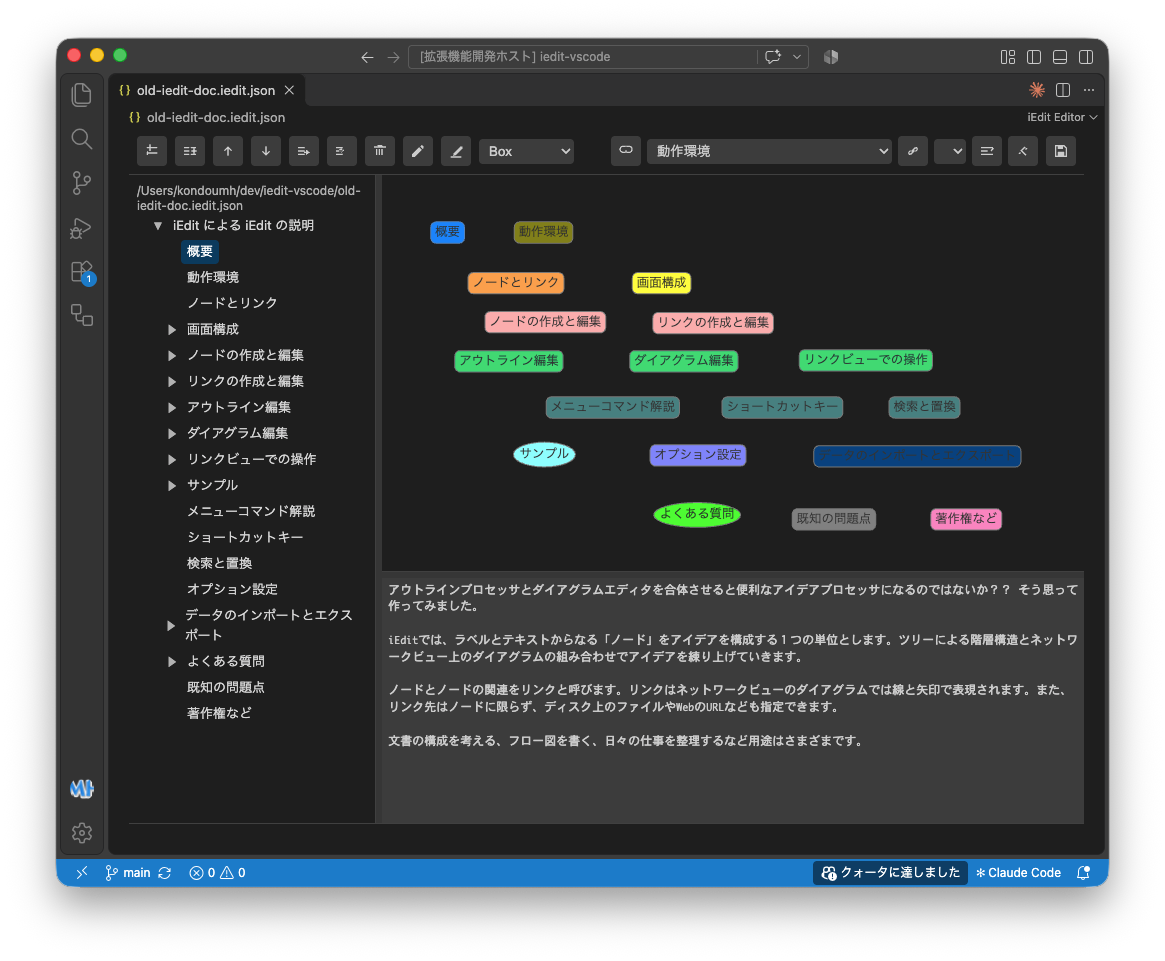 [拡張機能開発ホスト] iedit-vscode
{} old-iedit-doc.iedit.json
{} old-iedit-doc.iedit.json
iEdit Editor
Box
動作環境
/Users/kondoumh/dev/iedit-vscode/old-
iedit-doc.iedit.json
iEdit による iEdit の説明
概要
動作環境
ノードとリンク
画面構成
ノードの作成と編集
リンクの作成と編集
アウトライン編集
ダイアグラム編集
リンクビューでの操作
サンプル
メニューコマンド解説
ショートカットキー
検索と置換
オプション設定
データのインポートとエクス
ポート
よくある質問
既知の問題点
著作権など
概要
動作環境
ノードとリンク
画面構成
ノードの作成と編集
リンクの作成と編集
アウトライン編集
ダイアグラム編集
リンクビューでの操作
メニューコマンド解説
ショートカットキー
検索と置換
サンプル
オプション設定
データのインポートとエクスポート
よくある質問
既知の問題点
著作権など
アウトラインプロセッサとダイアグラムエディタを合体させると便利なアイデアプロセッサになるのではないか？？ そう思って
作ってみました。
iEditでは、ラベルとテキストからなる「ノード」をアイデアを構成する１つの単位とします。ツリーによる階層構造とネットワ
ークビュー上のダイアグラムの組み合わせでアイデアを練り上げていきます。
ノードとノードの関連をリンクと呼びます。リンクはネットワークビューのダイアグラムでは線と矢印で表現されます。また、
リンク先はノードに限らず、ディスク上のファイルやWebのURLなども指定できます。
文書の構成を考える、フロー図を書く、日々の仕事を整理するなど用途はさまざまです。
1
main
0
0
クォータに達しました
Claude Code